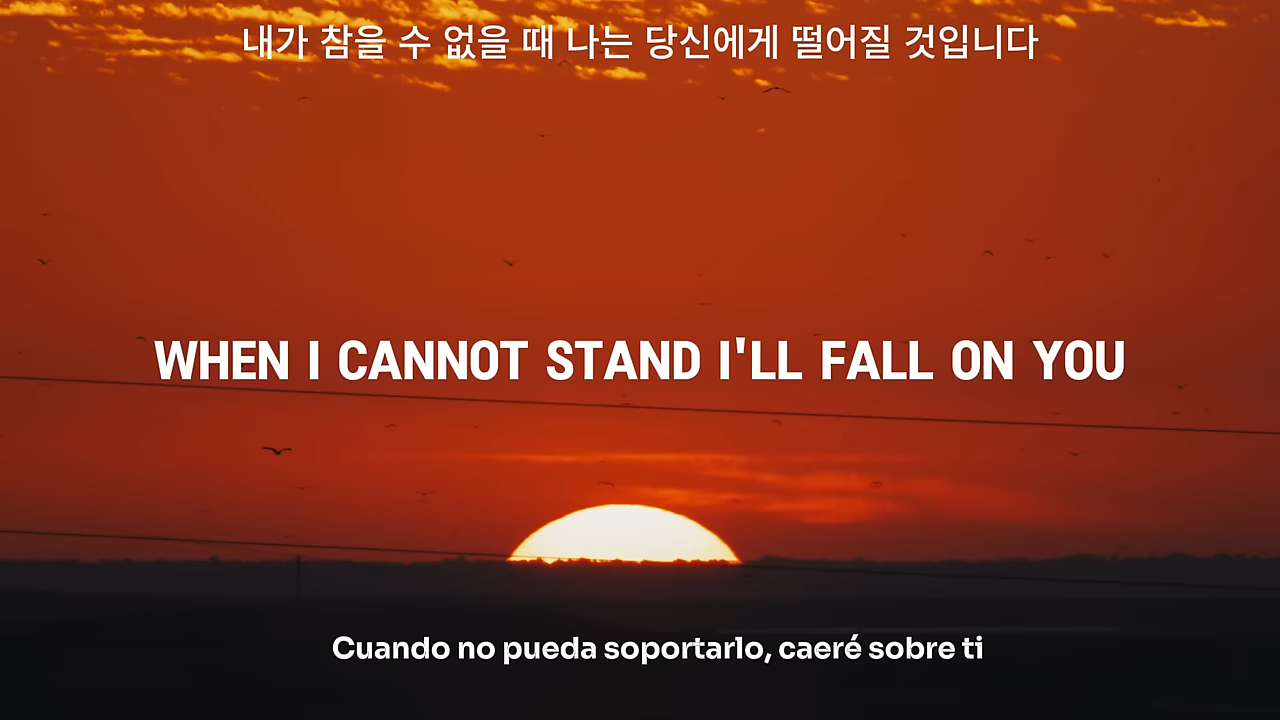 내가 참을 수 없을 때 나는 당신에게 떨어질 것입니다
WHEN I CANNOT STAND I'LL FALL ON YOU
Cuando no pueda soportarlo, caeré sobre ti